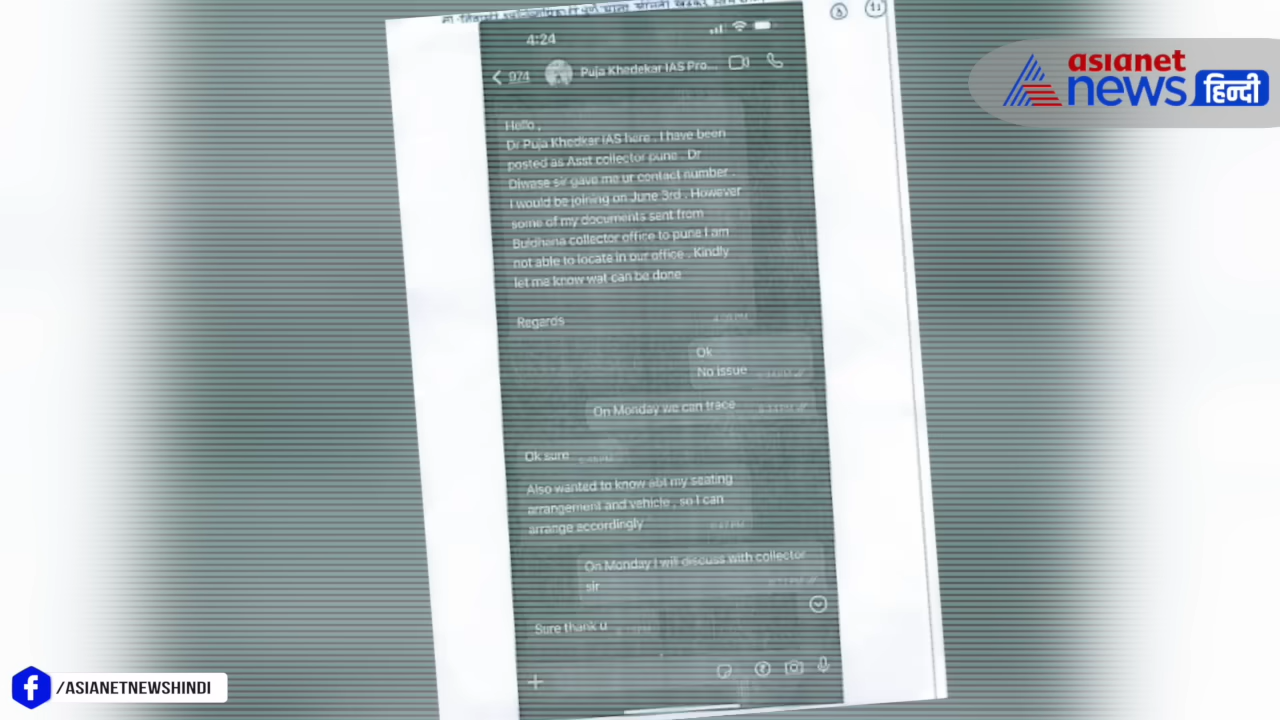 4:24
974
Puja Khedekar IAS Pro...
Hello ,
Dr Puja Khedkar IAS here . I have been
posted as Asst collector pune . Dr
Diwase sir gave me ur contact number .
I would be joining on June 3rd . However
some of my documents sent from
Buldhana collector office to pune I am
not able to locate in our office . Kindly
let me know wat can be done
Regards
Ok
No issue
On Monday we can trace
Ok sure
Also wanted to know abt my seating
arrangement and vehicle , so I can
arrange accordingly
On Monday I will discuss with collector
sir
Sure thank u
asianet
news हिन्दी
/ASIANETNEWSHINDI